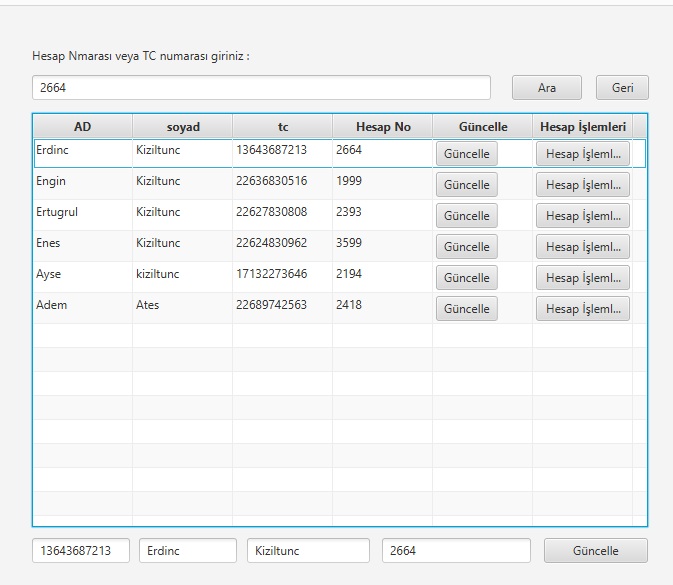 Hesap Nmarası veya TC numarası giriniz :
2664 Ara Geri
AD soyad tc Hesap No Güncelle Hesap İşlemleri
Erdinc Kiziltunc 13643687213 2664 Güncelle Hesap İşleml...
Engin Kiziltunc 22636830516 1999 Güncelle Hesap İşleml...
Ertugrul Kiziltunc 22627830808 2393 Güncelle Hesap İşleml...
Enes Kiziltunc 22624830962 3599 Güncelle Hesap İşleml...
Ayse kiziltunc 17132273646 2194 Güncelle Hesap İşleml...
Adem Ates 22689742563 2418 Güncelle Hesap İşleml...
13643687213 Erdinc Kiziltunc 2664 Güncelle